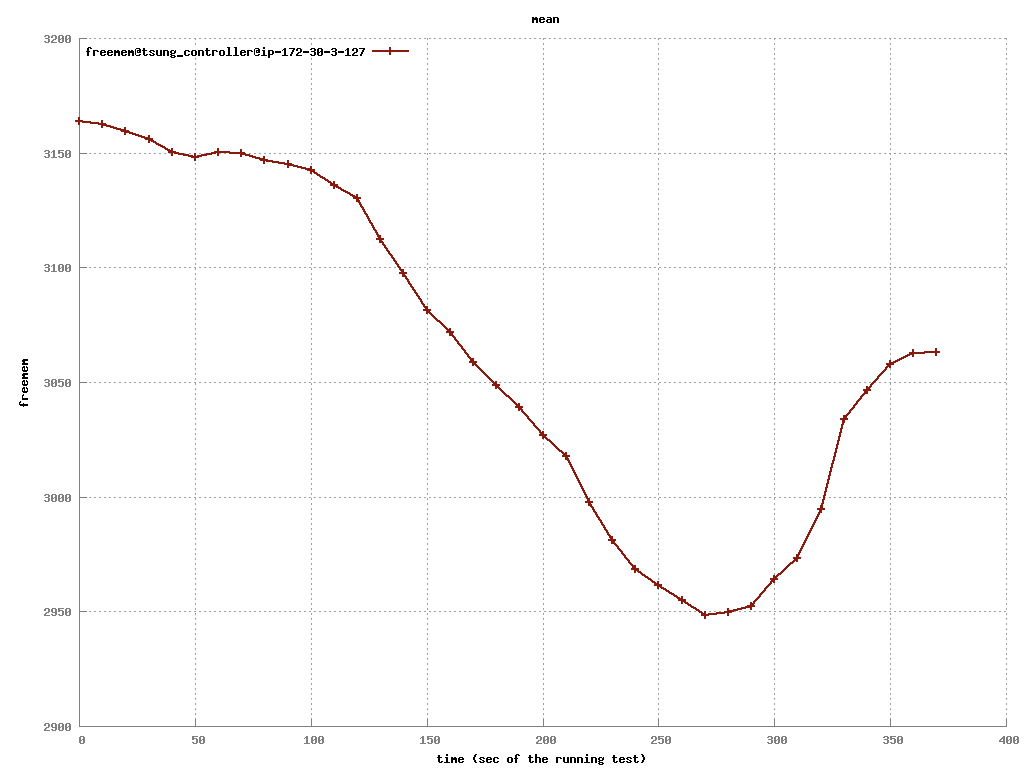 mean
3200
freemem@tsung_controller@ip-172-30-3-127
3150
3100
3050
3000
2950
2900
freemem
0 50 100 150 200 250 300 350 400
time (sec of the running test)